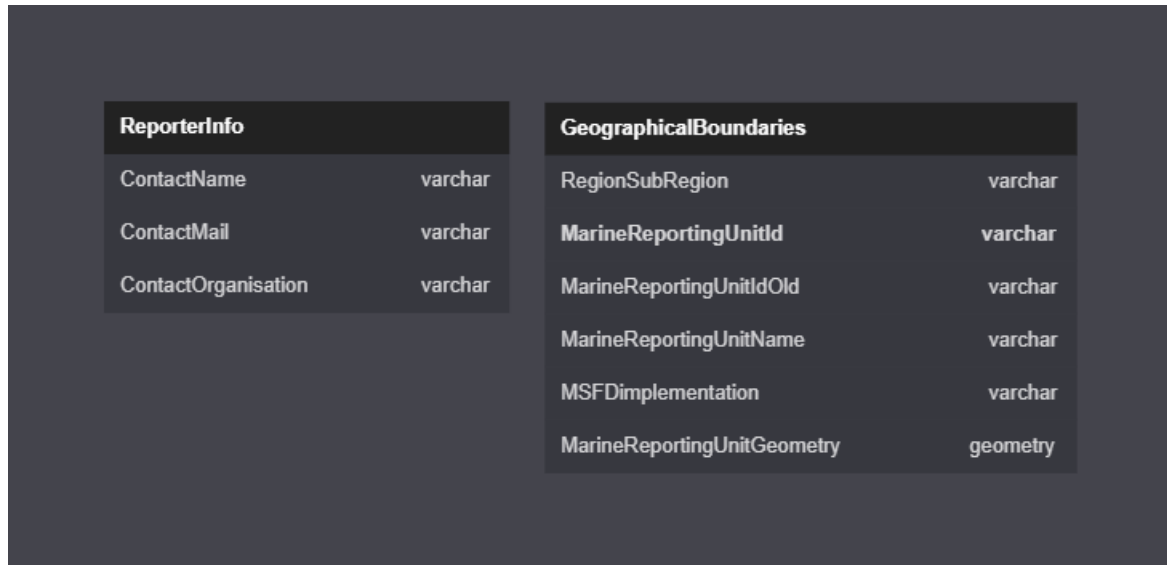 ReporterInfo
ContactName varchar
ContactMail varchar
ContactOrganisation varchar
GeographicalBoundaries
RegionSubRegion varchar
MarineReportingUnitId varchar
MarineReportingUnitIdOld varchar
MarineReportingUnitName varchar
MSFDimplementation varchar
MarineReportingUnitGeometry geometry